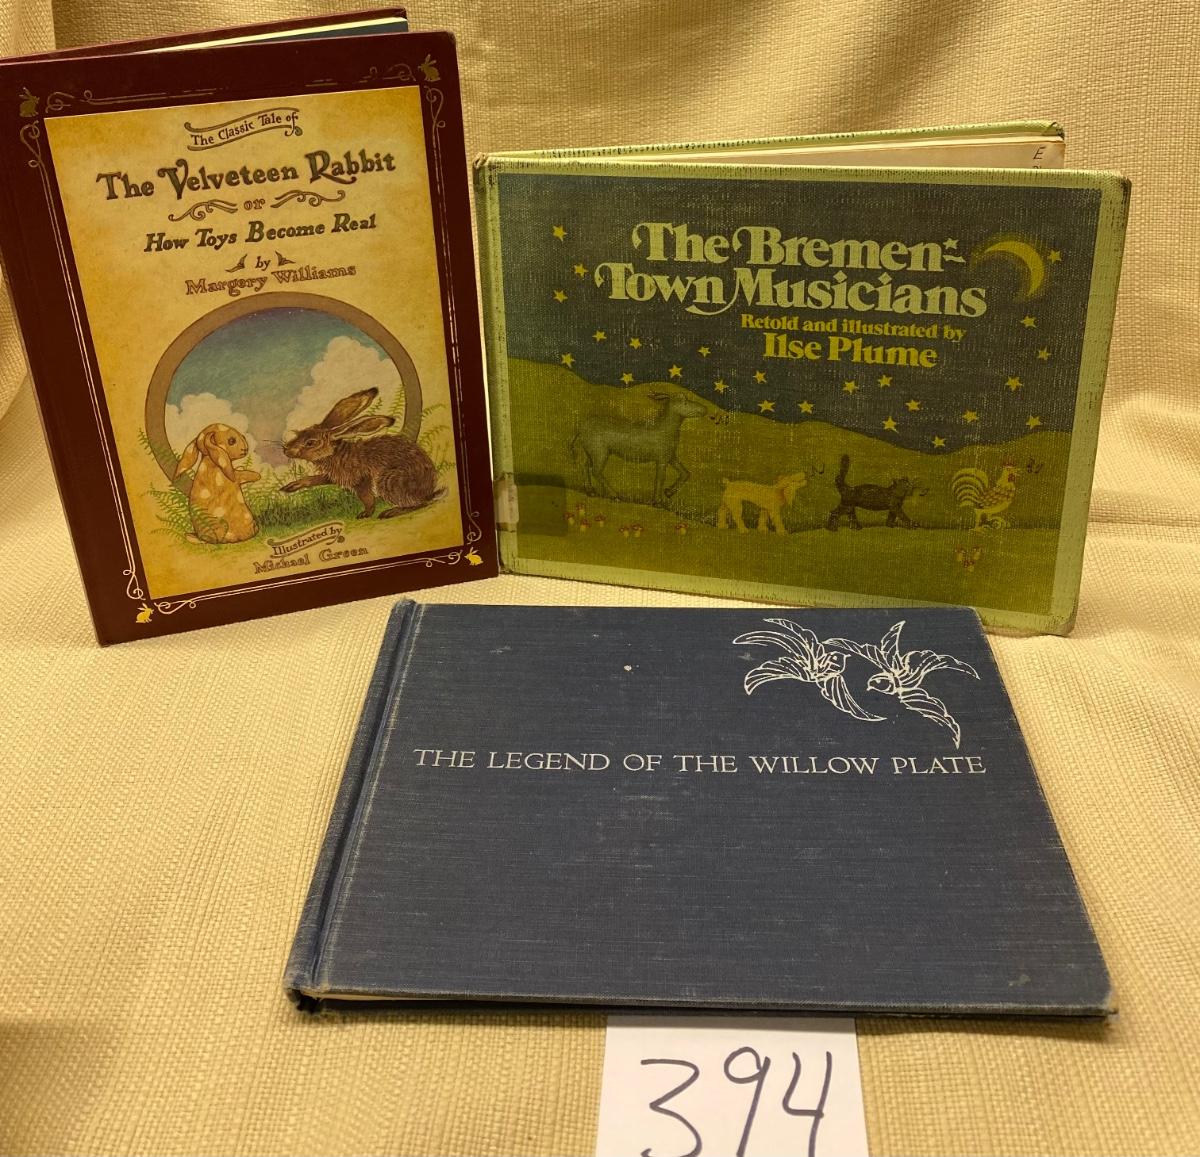 The Classic Tale of
The Velveteen Rabbit
or
How Toys Become Real
by
Margery Williams
Illustrated by
Michael Green
E
The Bremen-
Town Musicians
Retold and illustrated by
Ilse Plume
THE LEGEND OF THE WILLOW PLATE
394